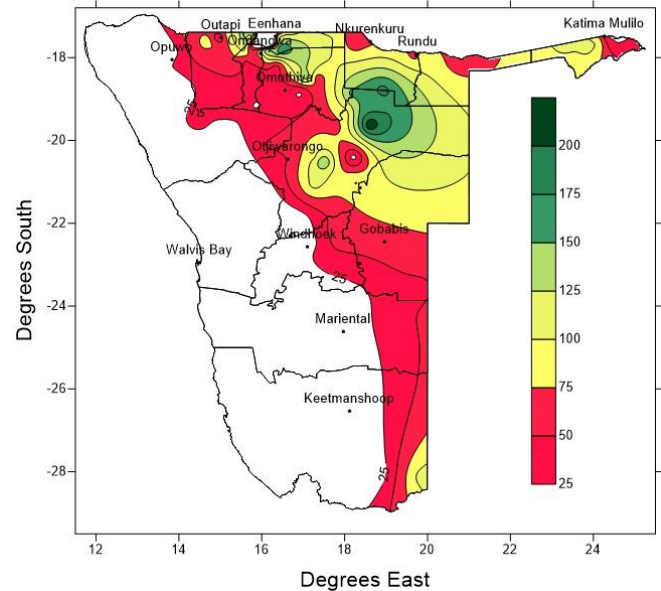 Katima Mulilo
Outapi
Eenhana
Nkurenkuru
Opuwo
Rundu
Omuthiya
Otjiwarongo
Windhoek
Gobabis
Walvis Bay
Mariental
Keetmanshoop
25
25
25
-18
-20
-22
-24
-26
-28
12
14
16
18
20
22
24
Degrees South
Degrees East
200
175
150
125
100
75
50
25